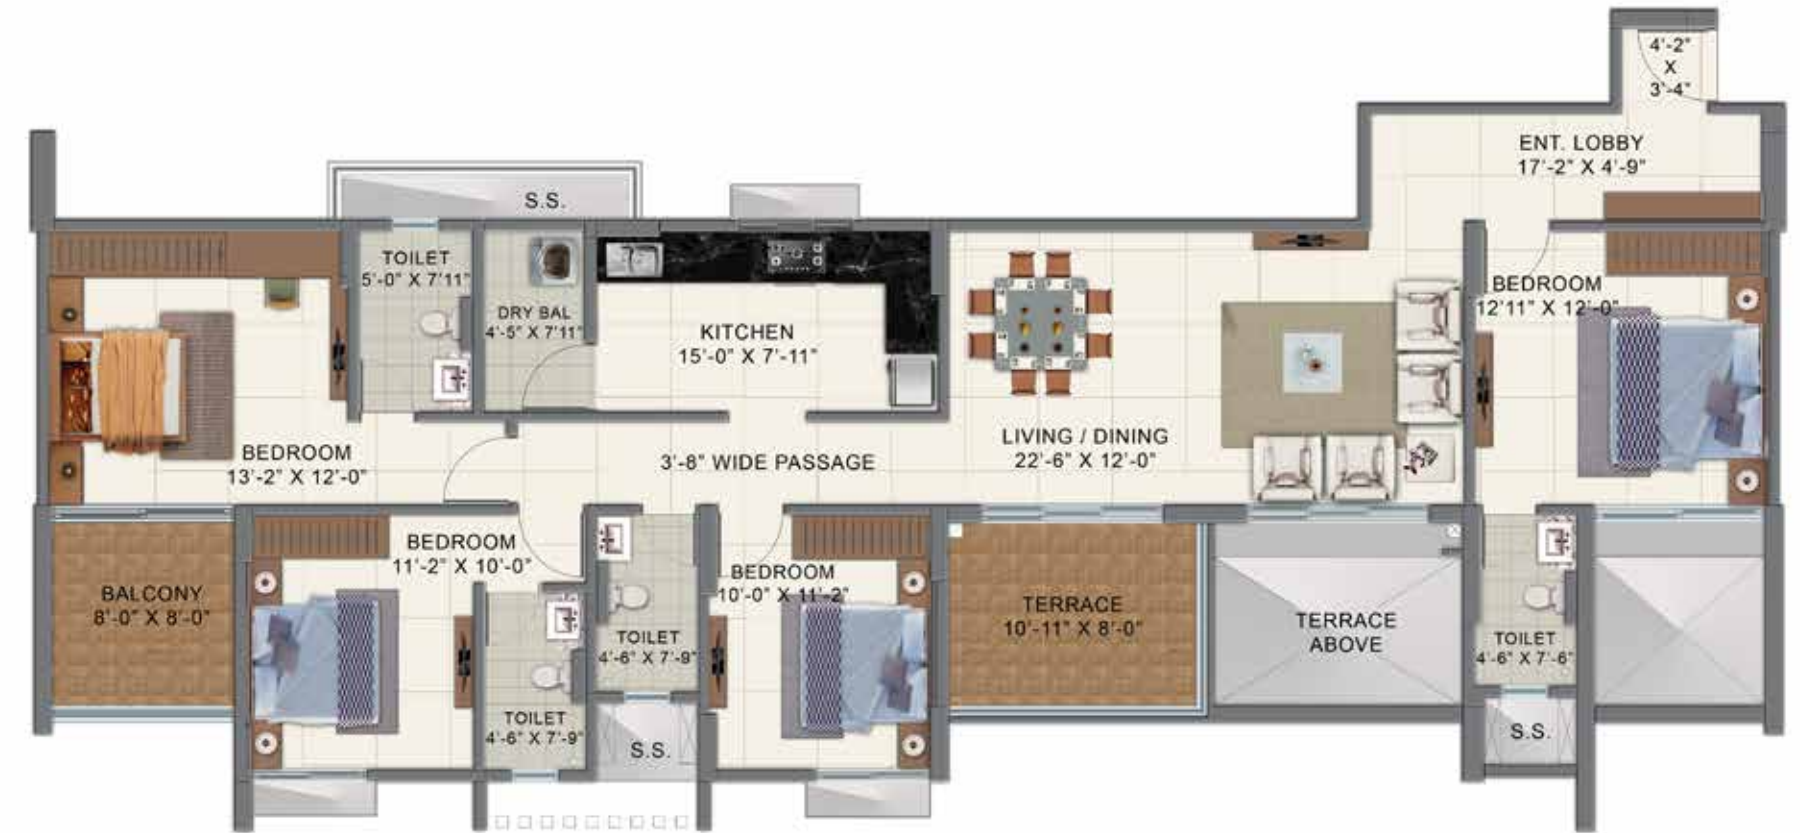 4'-2"
X
3'-4"
ENT. LOBBY
17'-2" X 4'-9"
S.S.
TOILET
5'-0" X 7'11"
DRY BAL
4'-5" X 7'11"
KITCHEN
15'-0" X 7'-11"
BEDROOM
12'11" X 12'-0"
BEDROOM
13'-2" X 12'-0"
3'-8" WIDE PASSAGE
LIVING / DINING
22'-6" X 12'-0"
BALCONY
8'-0" X 8'-0"
BEDROOM
11'-2" X 10'-0"
TOILET
4'-6" X 7'-9"
TOILET
4'-6" X 7'-9"
S.S.
BEDROOM
10'-0" X 11'-2"
TERRACE
10'-11" X 8'-0"
TERRACE
ABOVE
TOILET
4'-6" X 7'-6"
S.S.